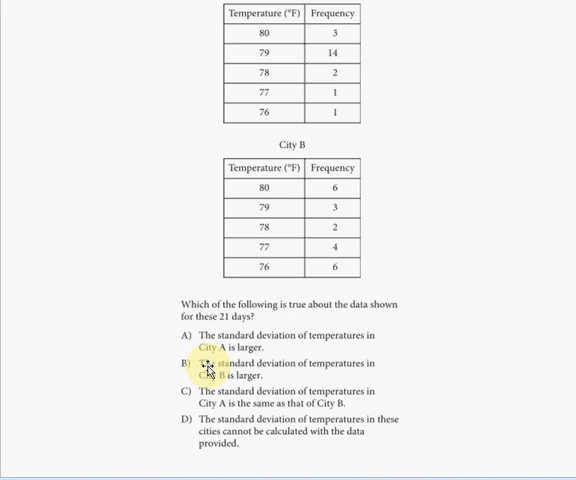 Temperature (°F) Frequency
80 3
79 14
78 2
77 1
76 1
City B
Temperature (°F) Frequency
80 6
79 3
78 2
77 4
76 6
Which of the following is true about the data shown
for these 21 days?
A) The standard deviation of temperatures in
City A is larger.
B) The standard deviation of temperatures in
City B is larger.
C) The standard deviation of temperatures in
City A is the same as that of City B.
D) The standard deviation of temperatures in these
cities cannot be calculated with the data
provided.